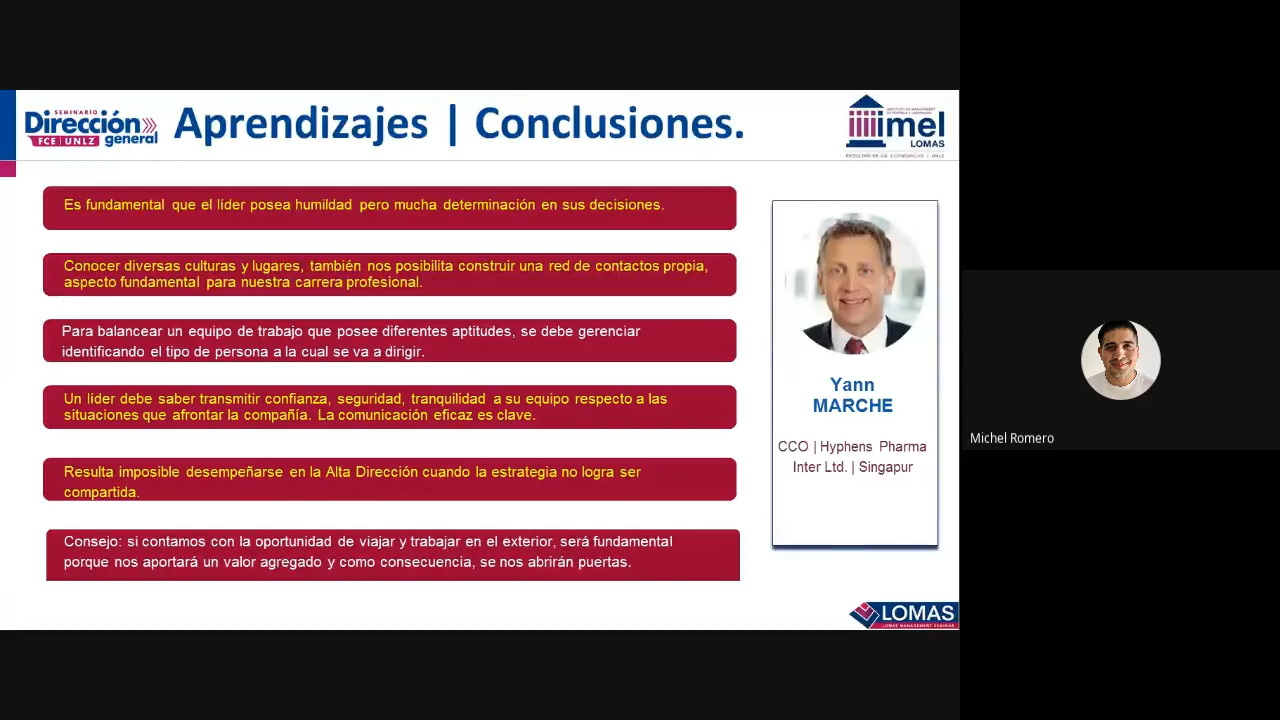 SEMINARIO
Dirección
FCE | UNLZ
general
Aprendizajes | Conclusiones.
imel
LOMAS
Es fundamental que el líder posea humildad pero mucha determinación en sus decisiones.
Conocer diversas culturas y lugares, también nos posibilita construir una red de contactos propia,
aspecto fundamental para nuestra carrera profesional.
Para balancear un equipo de trabajo que posee diferentes aptitudes, se debe gerenciar
identificando el tipo de persona a la cual se va a dirigir.
Un líder debe saber transmitir confianza, seguridad, tranquilidad a su equipo respecto a las
situaciones que afrontar la compañía. La comunicación eficaz es clave.
Resulta imposible desempeñarse en la Alta Dirección cuando la estrategia no logra ser
compartida.
Consejo: si contamos con la oportunidad de viajar y trabajar en el exterior, será fundamental
porque nos aportará un valor agregado y como consecuencia, se nos abrirán puertas.
Yann
MARCHE
CCO | Hyphens Pharma
Inter Ltd. | Singapur
LOMAS
LOMAS MANAGEMENT SEMINAR
Michel Romero